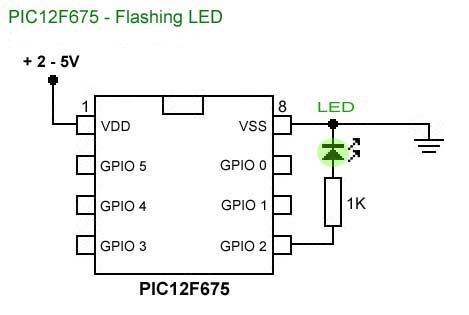 PIC12F675 - Flashing LED
+ 2 - 5V
1
8
LED
VDD
VSS
GPIO 5
GPIO 0
GPIO 4
GPIO 1
1K
GPIO 3
GPIO 2
PIC12F675